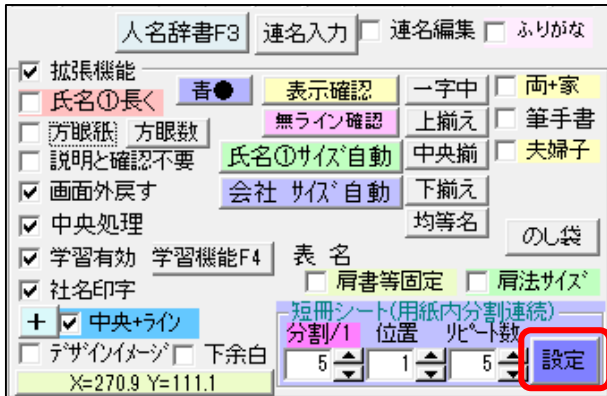 人名辞書F3 連名入力 連名編集 ふりがな
拡張機能
氏名①長く 青● 表示確認 一字中 両+家
方眼紙 方眼数 無ライン確認 上揃え 筆手書
説明と確認不要 氏名①サイズ自動 中央揃 夫婦子
画面外戻す 会社 サイズ自動 下揃え
中央処理 均等名 のし袋
学習有効 学習機能F4 表 名
社名印字 肩書等固定 肩法サイズ
短冊シート(用紙内分割連続)
+ 中央+ライン 分割/1 位置 リピート数
デザインイメージ 下余白 5 1 5 設定
X=270.9 Y=111.1